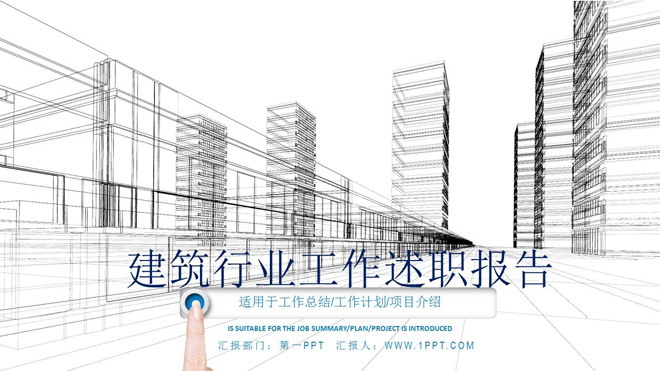 建筑行业工作述职报告
适用于工作总结/工作计划/项目介绍
IS SUITABLE FOR THE JOB SUMMARY/PLAN/PROJECT IS INTRODUCED
汇报部门：第一PPT 汇报人：WWW.1PPT.COM